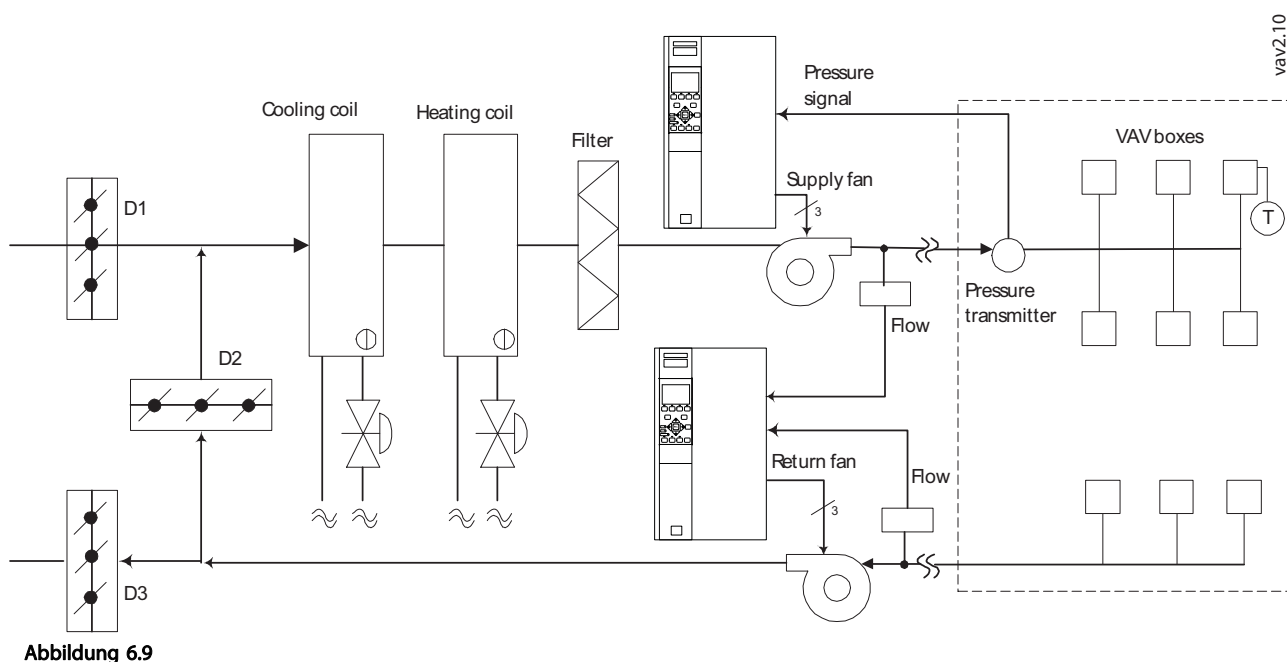 vav2.10
Pressure
signal
Cooling coil
Heating coil
Filter
VAV boxes
Supply fan
3
D1
T
Pressure
transmitter
Flow
D2
Return fan
3
Flow
D3
Abbildung 6.9